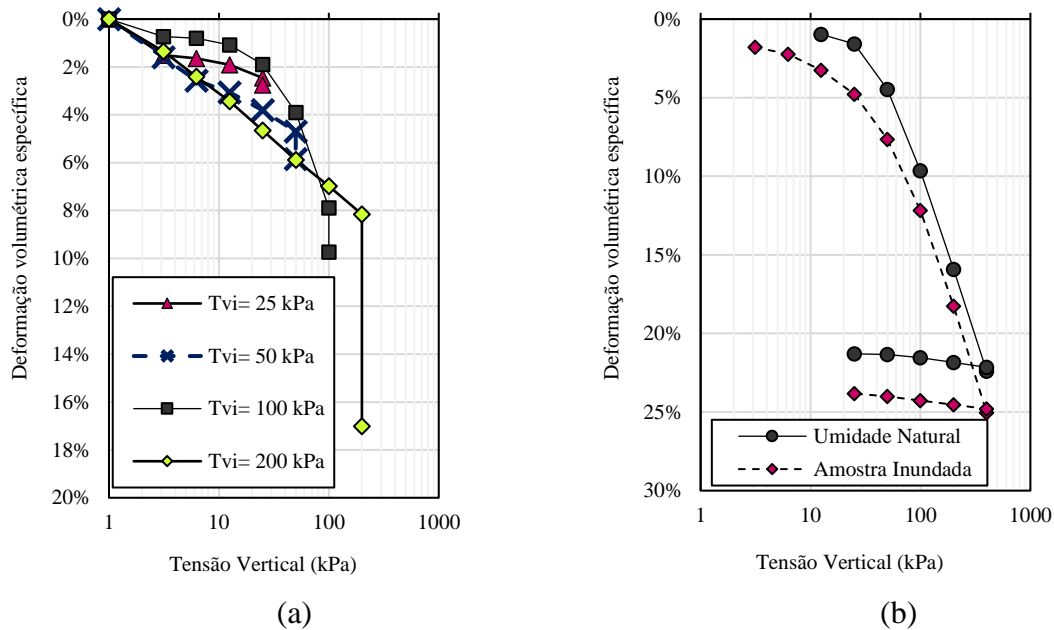 0%
2%
4%
6%
8%
10%
12%
14%
16%
18%
20%
Deformação volumétrica específica
Tvi= 25 kPa
Tvi= 50 kPa
Tvi= 100 kPa
Tvi= 200 kPa
1 10 100 1000
Tensão Vertical (kPa)
(a)
0%
5%
10%
15%
20%
25%
30%
Deformação volumétrica específica
Umidade Natural
Amostra Inundada
1 10 100 1000
Tensão Vertical (kPa)
(b)